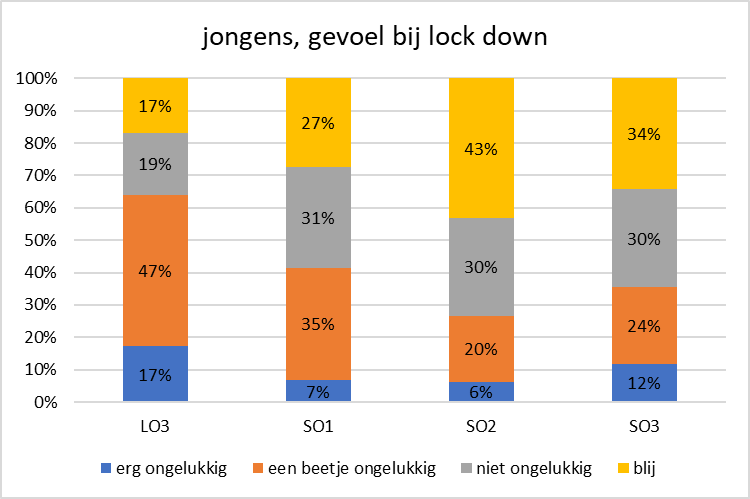 jongens, gevoel bij lock down
100%
90%
80%
70%
60%
50%
40%
30%
20%
10%
0%
17% 27% 43% 34%
19% 31% 30% 30%
47% 35% 20% 24%
17% 7% 6% 12%
LO3 SO1 SO2 SO3
erg ongelukkig een beetje ongelukkig niet ongelukkig blij